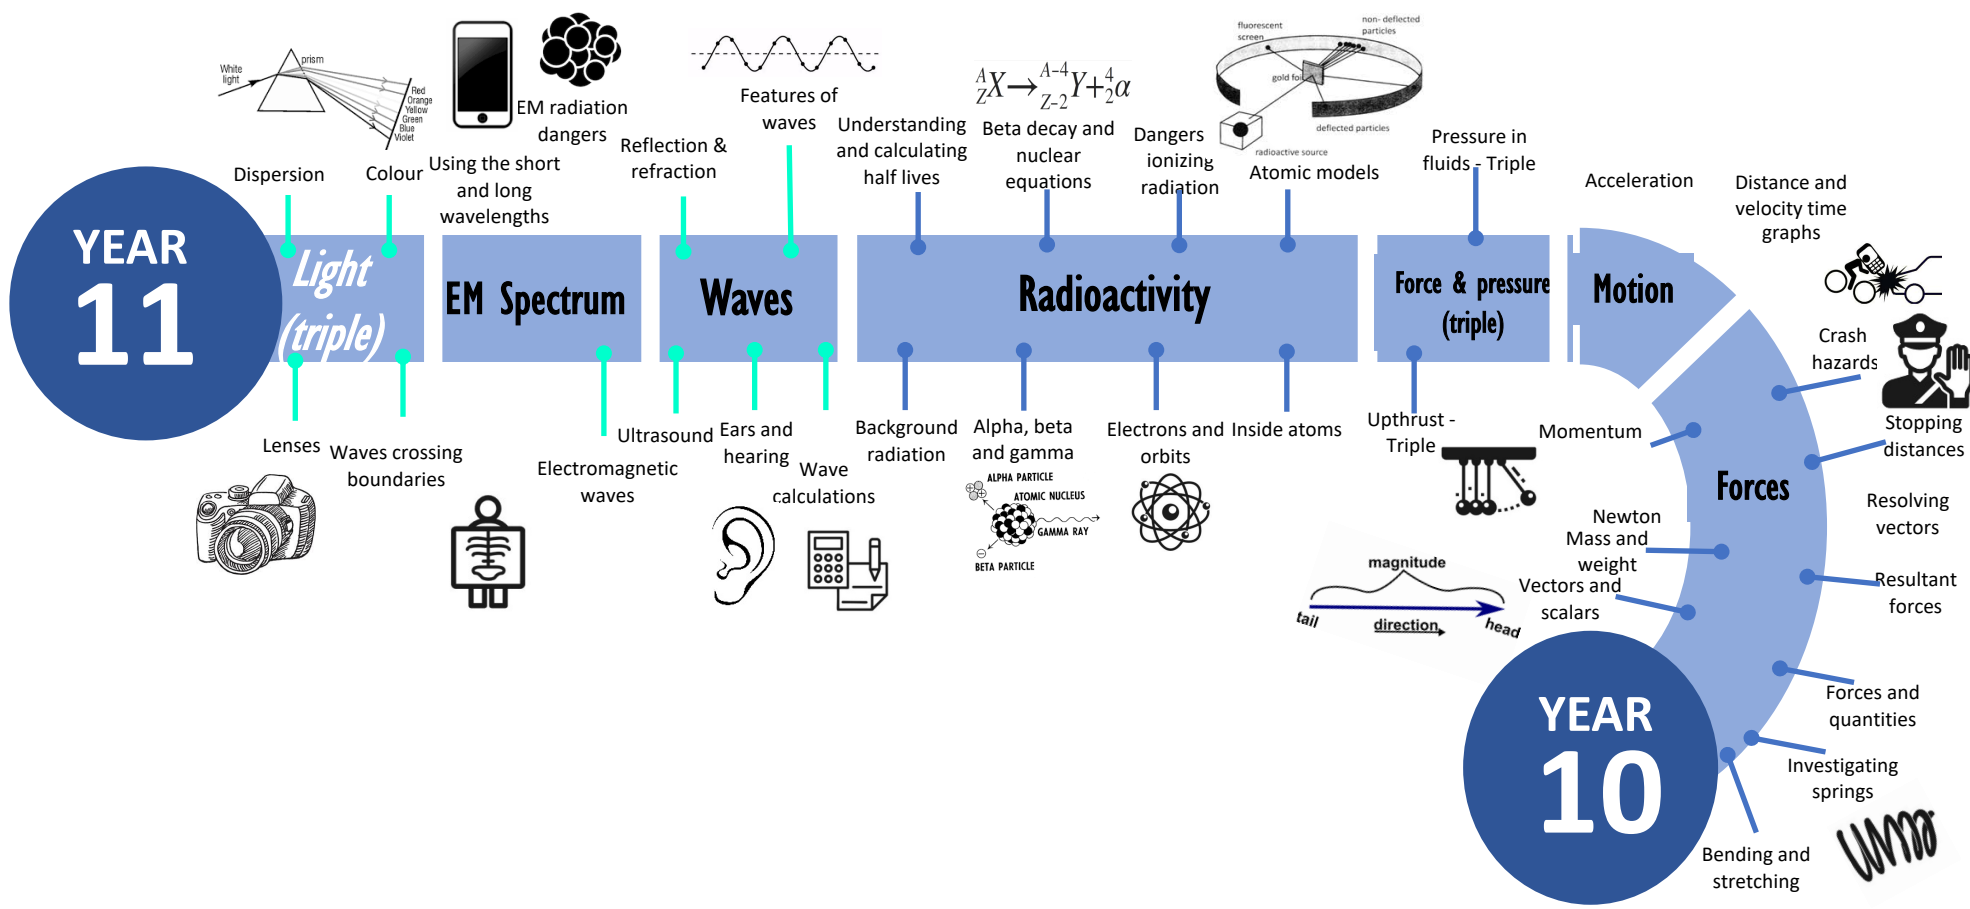 White
light
prism
Red
Orange
Yellow
Green
Blue
Violet
Dispersion
Colour
EM radiation
dangers
Using the short
and long
wavelengths
Reflection &
refraction
Features of
waves
Understanding
and calculating
half lives
A
Z X → A−4
Z−2 Y + 4
2 α
Beta decay and
nuclear
equations
Dangers
ionizing
radiation
fluorescent
screen
non- deflected
particles
gold foi
deflected particles
radioactive source
Atomic models
Pressure in
fluids - Triple
Acceleration
Distance and
velocity time
graphs
YEAR
11
Light
(triple)
EM Spectrum
Waves
Radioactivity
Force & pressure
(triple)
Motion
Forces
Crash
hazards
Stopping
distances
Resolving
vectors
Resultant
forces
Forces and
quantities
Investigating
springs
Bending and
stretching
Lenses
Waves crossing
boundaries
Electromagnetic
waves
Ultrasound
Ears and
hearing
Wave
calculations
Background
radiation
Alpha, beta
and gamma
ALPHA PARTICLE
ATOMIC NUCLEUS
GAMMA RAY
BETA PARTICLE
Electrons and
orbits
Inside atoms
Upthrust -
Triple
Momentum
Newton
Mass and
weight
Vectors and
scalars
magnitude
tail
direction
head
YEAR
10